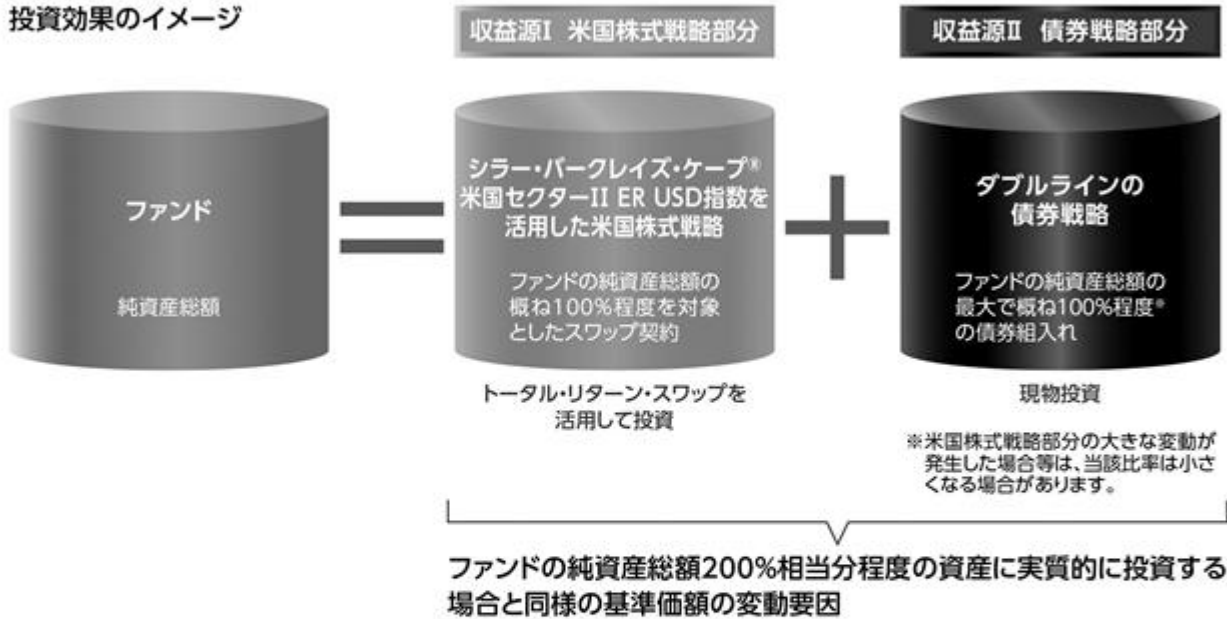 投資効果のイメージ
収益源Ⅰ 米国株式戦略部分
収益源Ⅱ 債券戦略部分
ファンド
純資産総額
シラー・バークレイズ・ケープ®
米国セクターII ER USD指数を
活用した米国株式戦略
ファンドの純資産総額の
概ね100%程度を対象
としたスワップ契約
トータル・リターン・スワップを
活用して投資
ダブルラインの
債券戦略
ファンドの純資産総額の
最大で概ね100%程度※
の債券組入れ
現物投資
※米国株式戦略部分の大きな変動が
発生した場合等は、当該比率は小さ
くなる場合があります。
ファンドの純資産総額200%相当分程度の資産に実質的に投資する
場合と同様の基準価額の変動要因